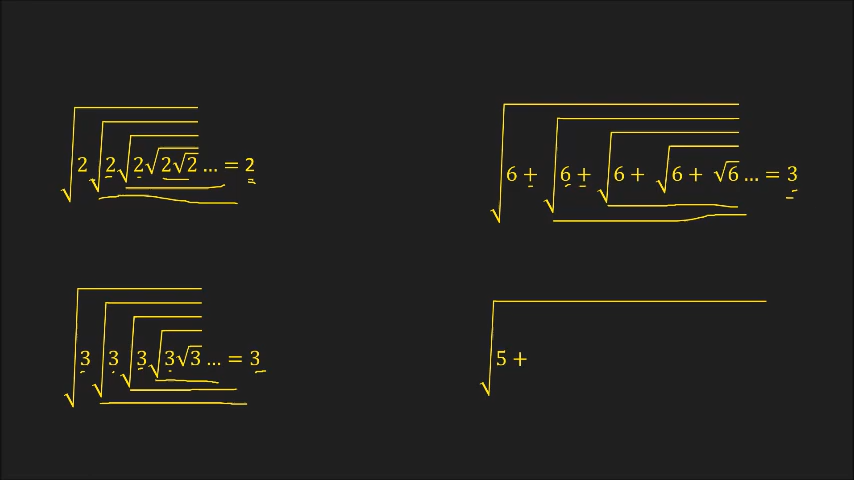 √2√2√2√2√2 ... = 2
√6 + √6 + √6 + √6 + √6 ... = 3
√3√3√3√3√3 ... = 3
√5 +